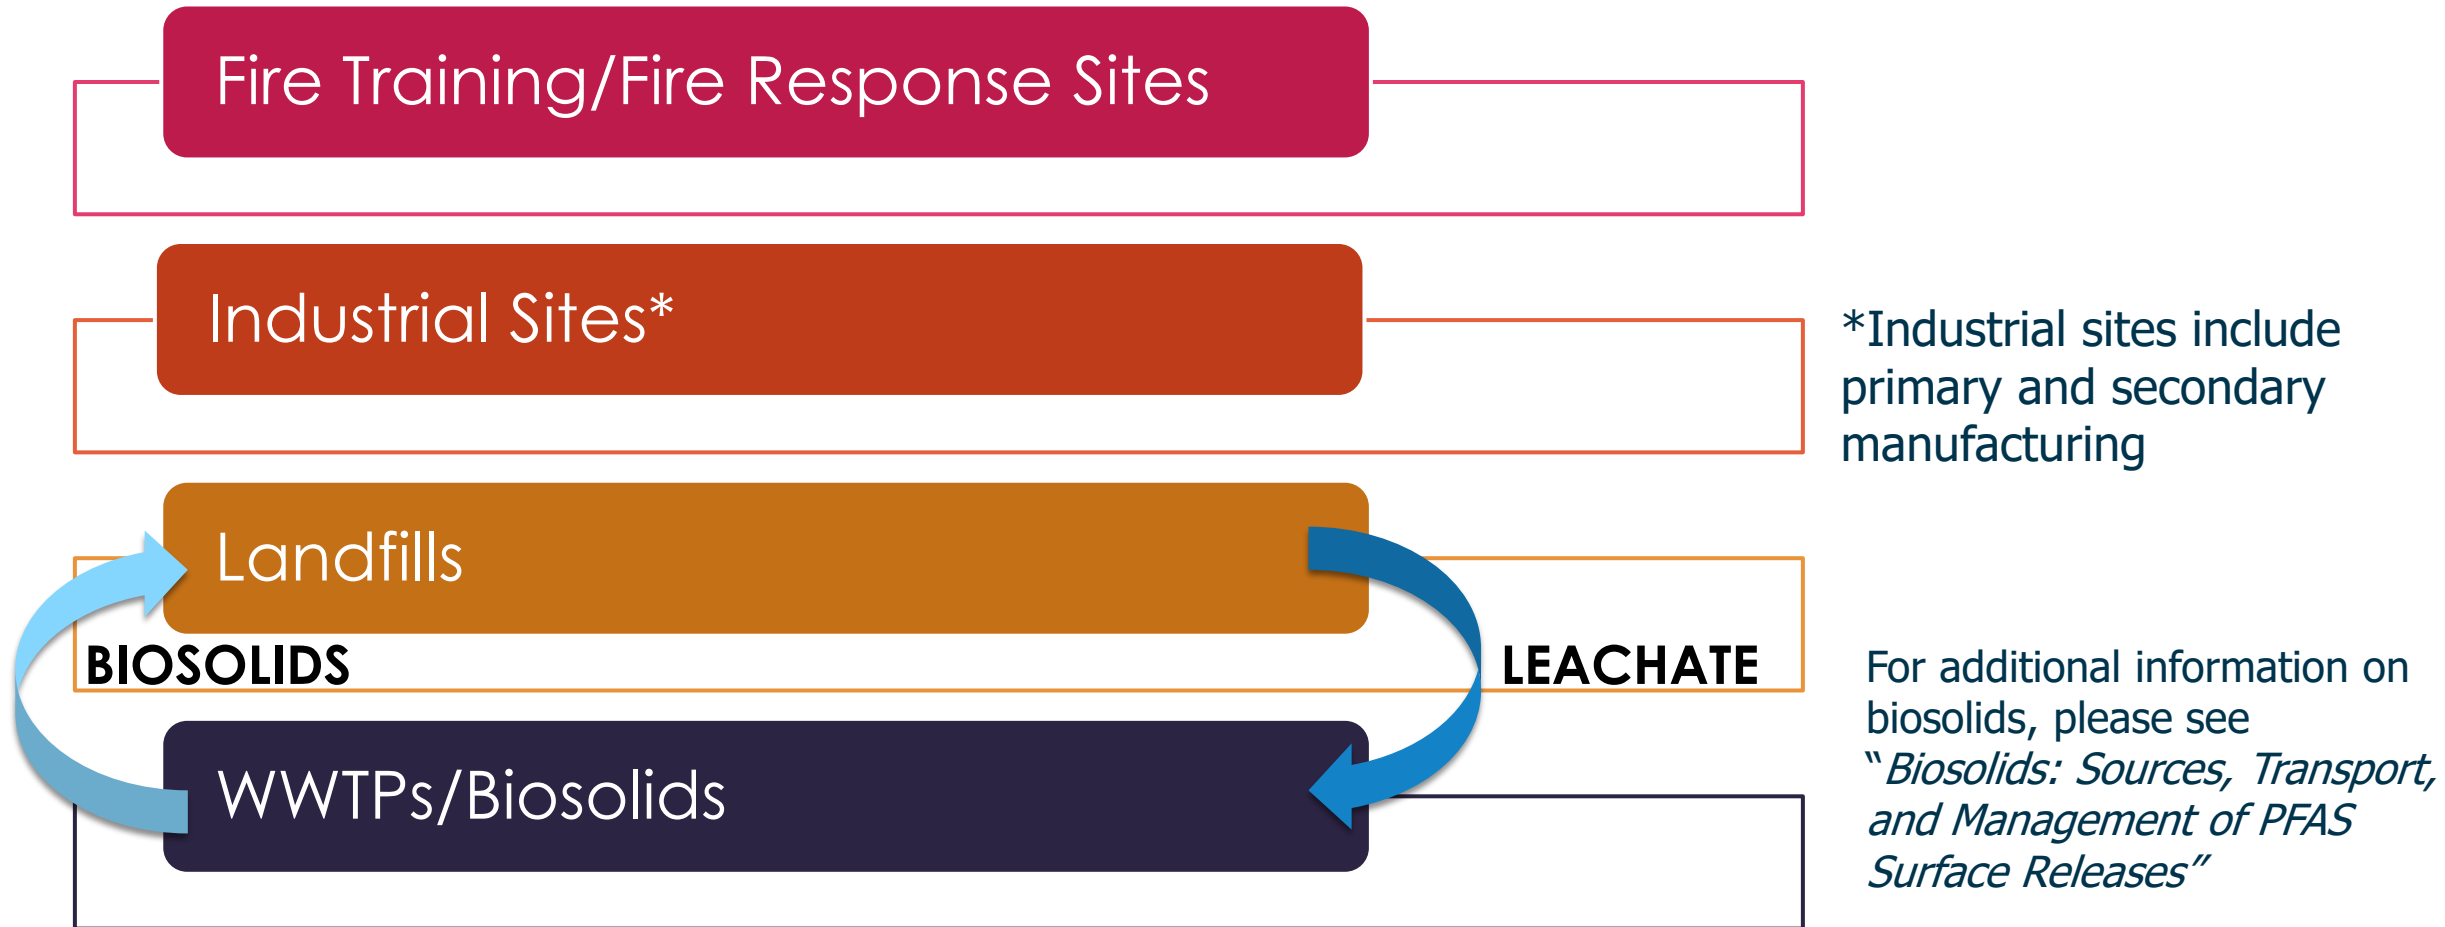 Fire Training/Fire Response Sites
Industrial Sites*
*Industrial sites include
primary and secondary
manufacturing
Landfills
BIOSOLIDS
LEACHATE
WWTPs/Biosolids
For additional information on
biosolids, please see
“Biosolids: Sources, Transport,
and Management of PFAS
Surface Releases”